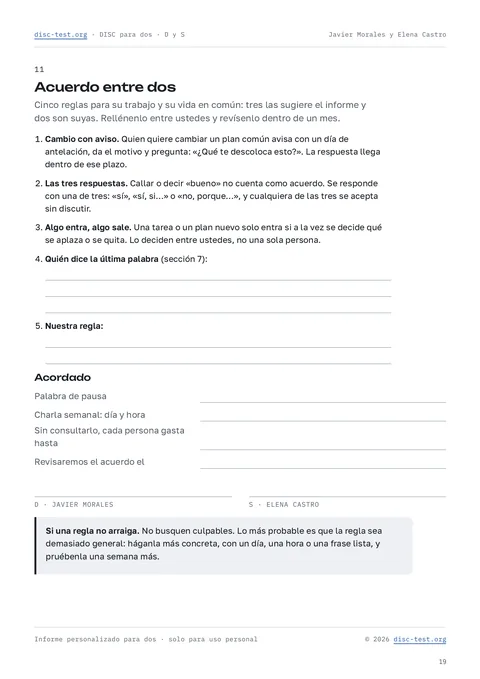 disc-test.org · DISC para dos · D y S
Javier Morales y Elena Castro
11
Acuerdo entre dos
Cinco reglas para su trabajo y su vida en común: tres las sugiere el informe y
dos son suyas. Rellénenlo entre ustedes y revísenlo dentro de un mes.
1. Cambio con aviso. Quien quiere cambiar un plan común avisa con un día de
antelación, da el motivo y pregunta: «¿Qué te descoloca esto?». La respuesta llega
dentro de ese plazo.
2. Las tres respuestas. Callar o decir «bueno» no cuenta como acuerdo. Se responde
con una de tres: «sí», «sí, si...» o «no, porque...», y cualquiera de las tres se acepta
sin discutir.
3. Algo entra, algo sale. Una tarea o un plan nuevo solo entra si a la vez se decide qué
se aplaza o se quita. Lo deciden entre ustedes, no una sola persona.
4. Quién dice la última palabra (sección 7):
5. Nuestra regla:
Acordado
Palabra de pausa
Charla semanal: día y hora
Sin consultarlo, cada persona gasta
hasta
Revisaremos el acuerdo el
D · JAVIER MORALES
S · ELENA CASTRO
Si una regla no arraiga. No busquen culpables. Lo más probable es que la regla sea
demasiado general: háganla más concreta, con un día, una hora o una frase lista, y
pruébenla una semana más.
Informe personalizado para dos · solo para uso personal
© 2026 disc-test.org
19